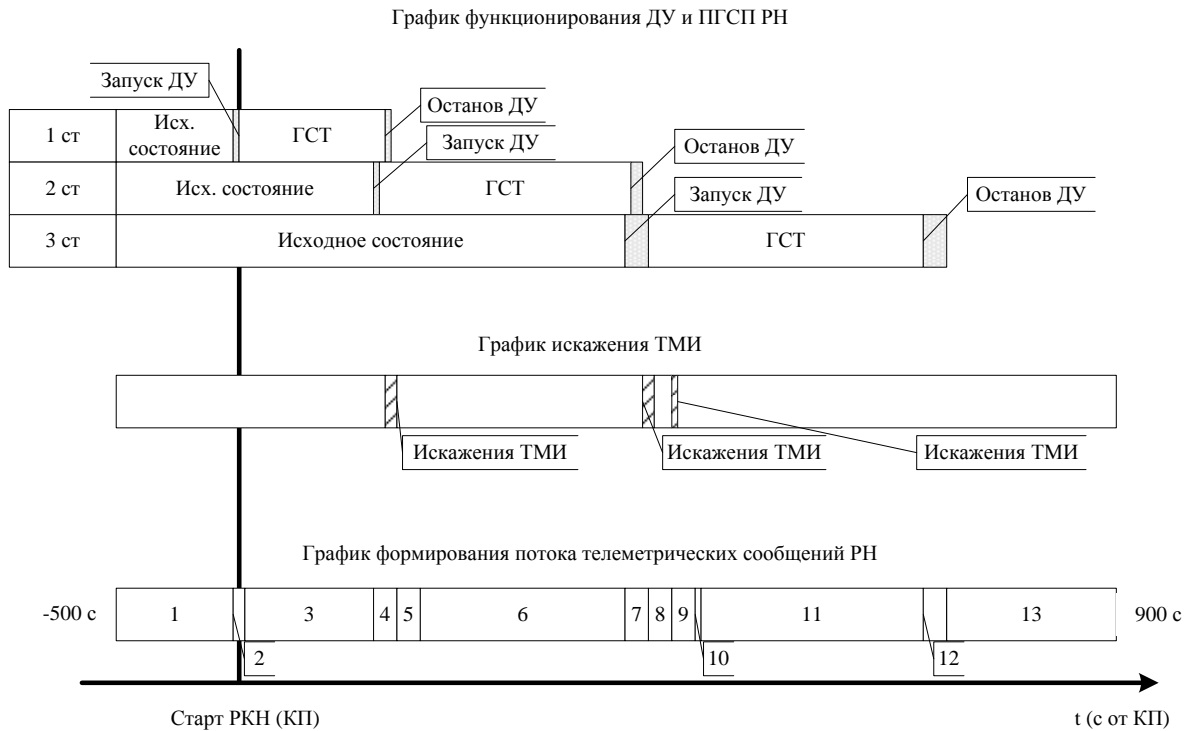 График функционирования ДУ и ПГСП РН
Запуск ДУ
Останов ДУ
1 ст
Исх.
состояние
ГСТ
Запуск ДУ
Останов ДУ
2 ст
Исх. состояние
ГСТ
Запуск ДУ
Останов ДУ
3 ст
Исходное состояние
ГСТ
График искажения ТМИ
Искажения ТМИ
Искажения ТМИ
Искажения ТМИ
График формирования потока телеметрических сообщений РН
-500 с
1
3
4
5
6
7
8
9
11
13
900 с
2
10
12
Старт РКН (КП)
t (с от КП)